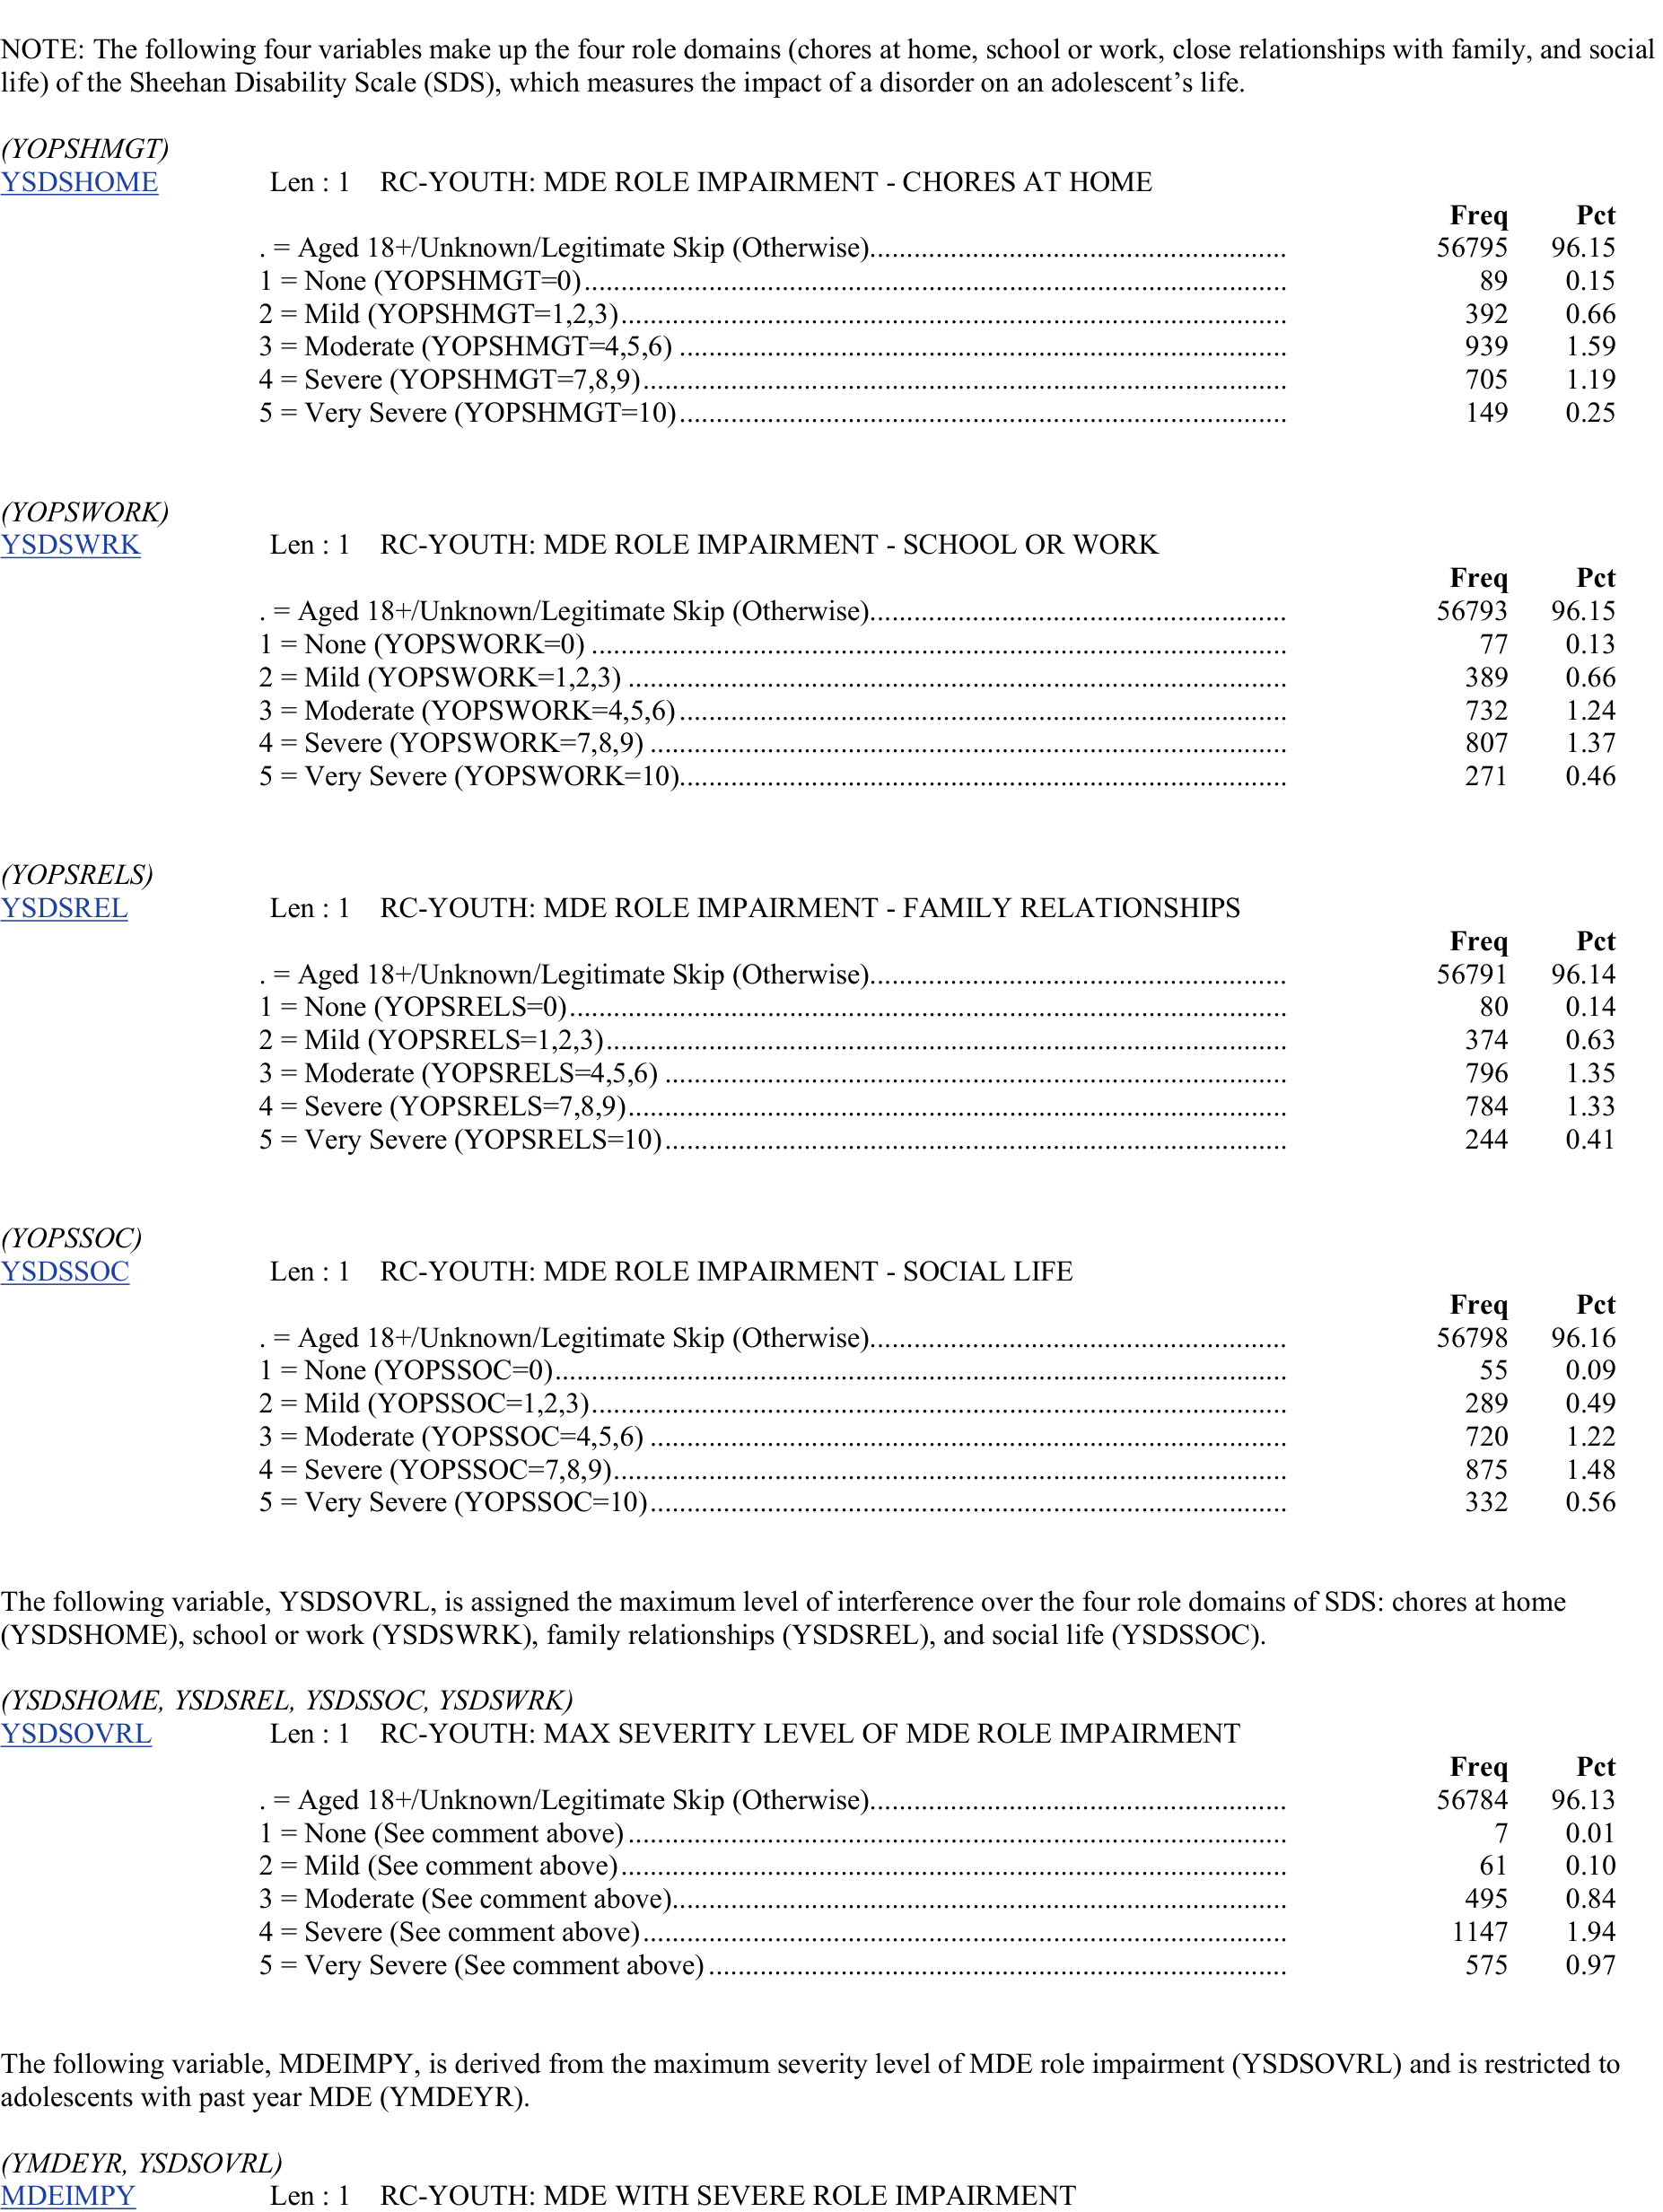 NOTE: The following four variables make up the four role domains (chores at home, school or work, close relationships with family, and social
life) of the Sheehan Disability Scale (SDS), which measures the impact of a disorder on an adolescent’s life.
(YOPSHMGT)
YSDSHOME Len : 1 RC-YOUTH: MDE ROLE IMPAIRMENT - CHORES AT HOME
Freq Pct
. = Aged 18+/Unknown/Legitimate Skip (Otherwise)........ 56795 96.15
1 = None (YOPSHMGT=0)........ 89 0.15
2 = Mild (YOPSHMGT=1,2,3)........ 392 0.66
3 = Moderate (YOPSHMGT=4,5,6) ........ 939 1.59
4 = Severe (YOPSHMGT=7,8,9)........ 705 1.19
5 = Very Severe (YOPSHMGT=10)........ 149 0.25
(YOPSWORK)
YSDSWRK Len : 1 RC-YOUTH: MDE ROLE IMPAIRMENT - SCHOOL OR WORK
Freq Pct
. = Aged 18+/Unknown/Legitimate Skip (Otherwise)........ 56793 96.15
1 = None (YOPSWORK=0) ........ 77 0.13
2 = Mild (YOPSWORK=1,2,3) ........ 389 0.66
3 = Moderate (YOPSWORK=4,5,6)........ 732 1.24
4 = Severe (YOPSWORK=7,8,9) ........ 807 1.37
5 = Very Severe (YOPSWORK=10)........ 271 0.46
(YOPSRELS)
YSDSREL Len : 1 RC-YOUTH: MDE ROLE IMPAIRMENT - FAMILY RELATIONSHIPS
Freq Pct
. = Aged 18+/Unknown/Legitimate Skip (Otherwise)........ 56791 96.14
1 = None (YOPSRELS=0)........ 80 0.14
2 = Mild (YOPSRELS=1,2,3)........ 374 0.63
3 = Moderate (YOPSRELS=4,5,6) ........ 796 1.35
4 = Severe (YOPSRELS=7,8,9)........ 784 1.33
5 = Very Severe (YOPSRELS=10)........ 244 0.41
(YOPSSOC)
YSDSSOC Len : 1 RC-YOUTH: MDE ROLE IMPAIRMENT - SOCIAL LIFE
Freq Pct
. = Aged 18+/Unknown/Legitimate Skip (Otherwise)........ 56798 96.16
1 = None (YOPSSOC=0)........ 55 0.09
2 = Mild (YOPSSOC=1,2,3)........ 289 0.49
3 = Moderate (YOPSSOC=4,5,6) ........ 720 1.22
4 = Severe (YOPSSOC=7,8,9)........ 875 1.48
5 = Very Severe (YOPSSOC=10)........ 332 0.56
The following variable, YSDSOVRL, is assigned the maximum level of interference over the four role domains of SDS: chores at home
(YSDSHOME), school or work (YSDSWRK), family relationships (YSDSREL), and social life (YSDSSOC).
(YSDSHOME, YSDSREL, YSDSSOC, YSDSWRK)
YSDSOVRL Len : 1 RC-YOUTH: MAX SEVERITY LEVEL OF MDE ROLE IMPAIRMENT
Freq Pct
. = Aged 18+/Unknown/Legitimate Skip (Otherwise)........ 56784 96.13
1 = None (See comment above) ........ 7 0.01
2 = Mild (See comment above)........ 61 0.10
3 = Moderate (See comment above)........ 495 0.84
4 = Severe (See comment above)........ 1147 1.94
5 = Very Severe (See comment above) ........ 575 0.97
The following variable, MDEIMPY, is derived from the maximum severity level of MDE role impairment (YSDSOVRL) and is restricted to
adolescents with past year MDE (YMDEYR).
(YMDEYR, YSDSOVRL)
MDEIMPY Len : 1 RC-YOUTH: MDE WITH SEVERE ROLE IMPAIRMENT